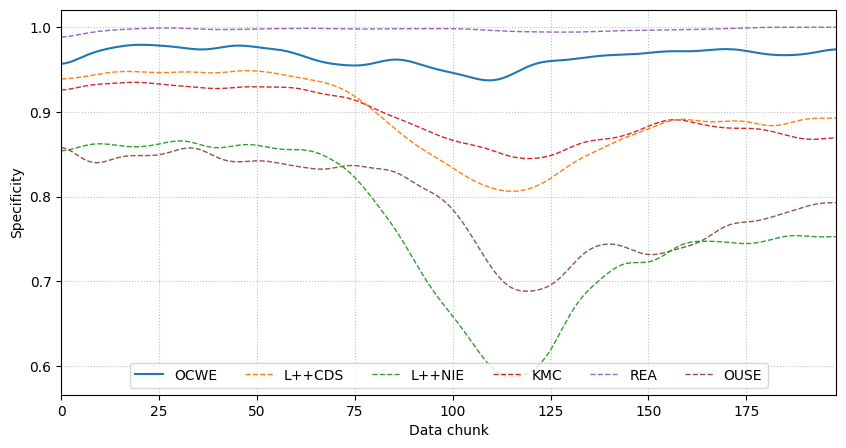 1.0
0.9
0.8
0.7
0.6
Specificity
OCWE L++CDS L++NIE KMC REA OUSE
0 25 50 75 100 125 150 175
Data chunk